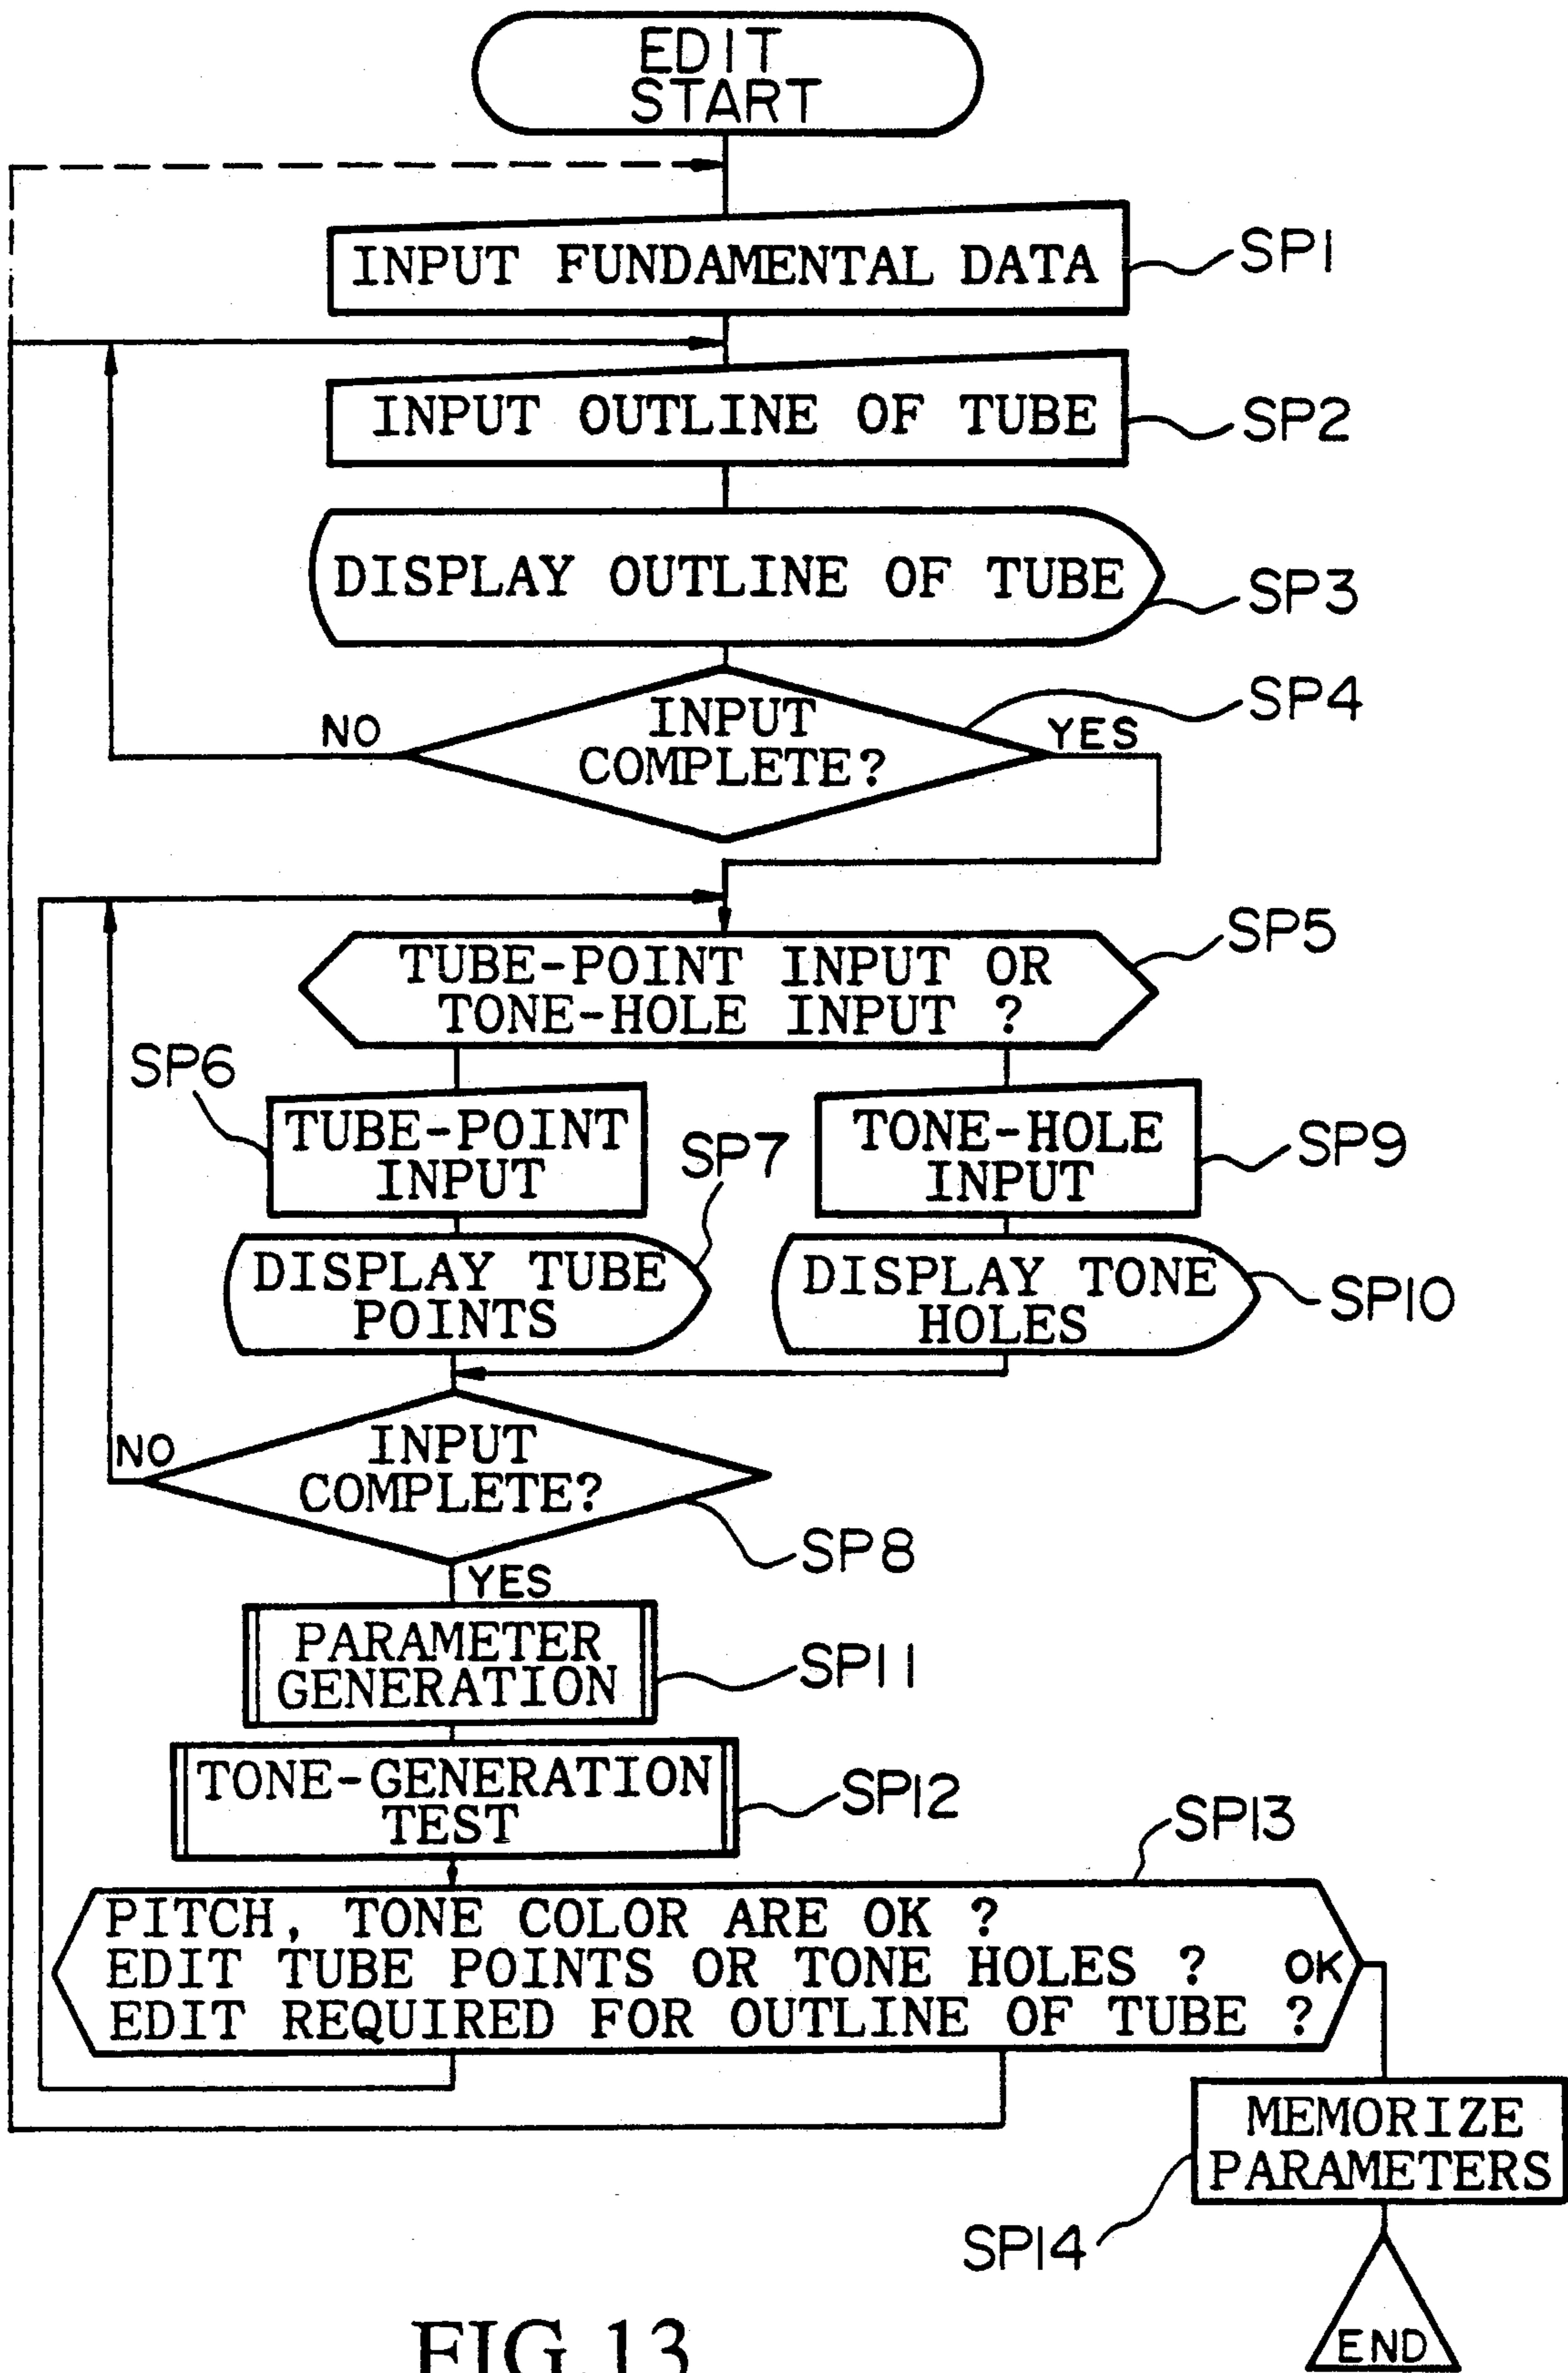 EDIT
START
INPUT FUNDAMENTAL DATA
SP1
INPUT OUTLINE OF TUBE
SP2
DISPLAY OUTLINE OF TUBE
SP3
SP4
NO
INPUT
COMPLETE?
YES
SP5
TUBE-POINT INPUT OR
TONE-HOLE INPUT ?
SP6
TUBE-POINT
INPUT
SP7
TONE-HOLE
INPUT
SP9
DISPLAY TUBE
POINTS
DISPLAY TONE
HOLES
SP10
NO
INPUT
COMPLETE?
SP8
YES
PARAMETER
GENERATION
SP11
TONE-GENERATION
TEST
SP12
SP13
PITCH, TONE COLOR ARE OK ?
EDIT TUBE POINTS OR TONE HOLES ? OK
EDIT REQUIRED FOR OUTLINE OF TUBE ?
MEMORIZE
PARAMETERS
SP14
END
FIG.13